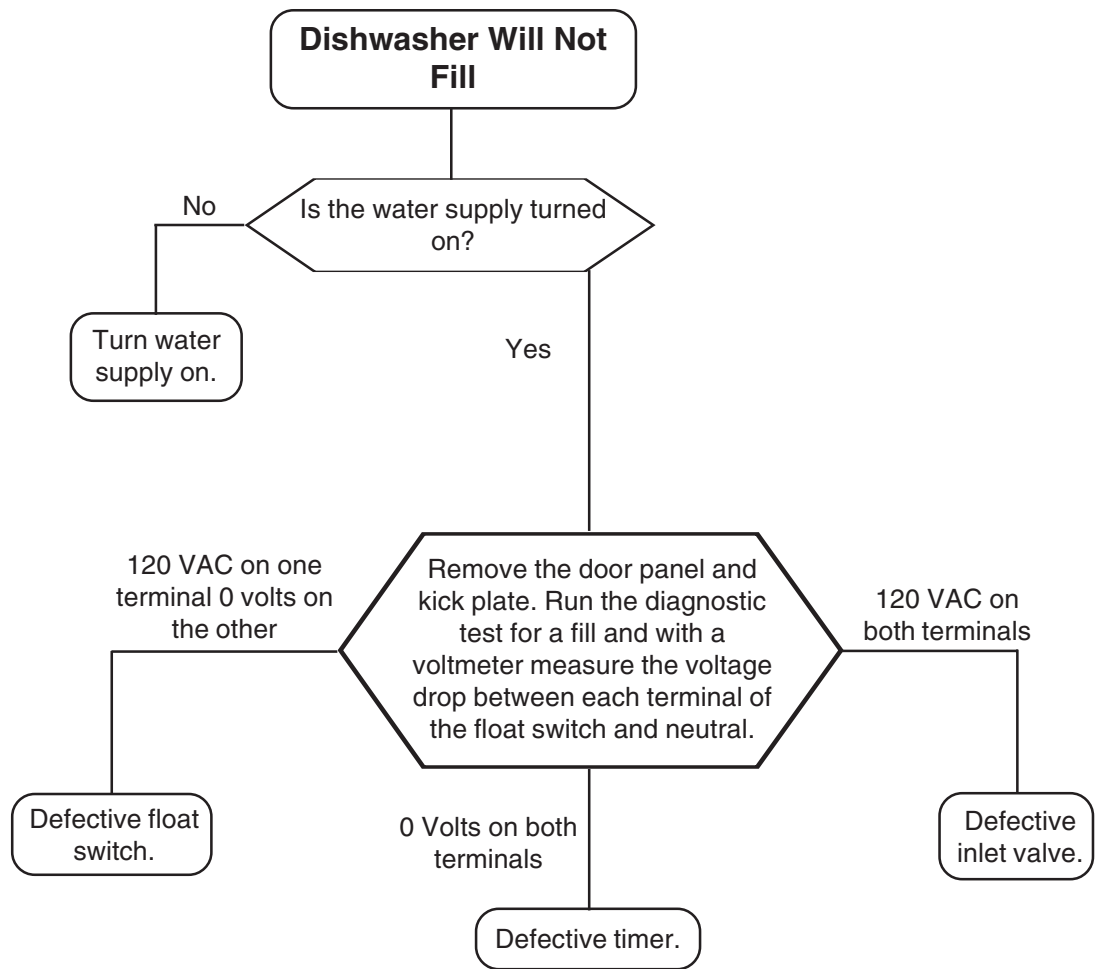 Dishwasher Will Not
Fill
Is the water supply turned
on?
No
Turn water
supply on.
Yes
Remove the door panel and
kick plate. Run the diagnostic
test for a fill and with a
voltmeter measure the voltage
drop between each terminal of
the float switch and neutral.
120 VAC on one
terminal 0 volts on
the other
Defective float
switch.
0 Volts on both
terminals
Defective timer.
120 VAC on
both terminals
Defective
inlet valve.